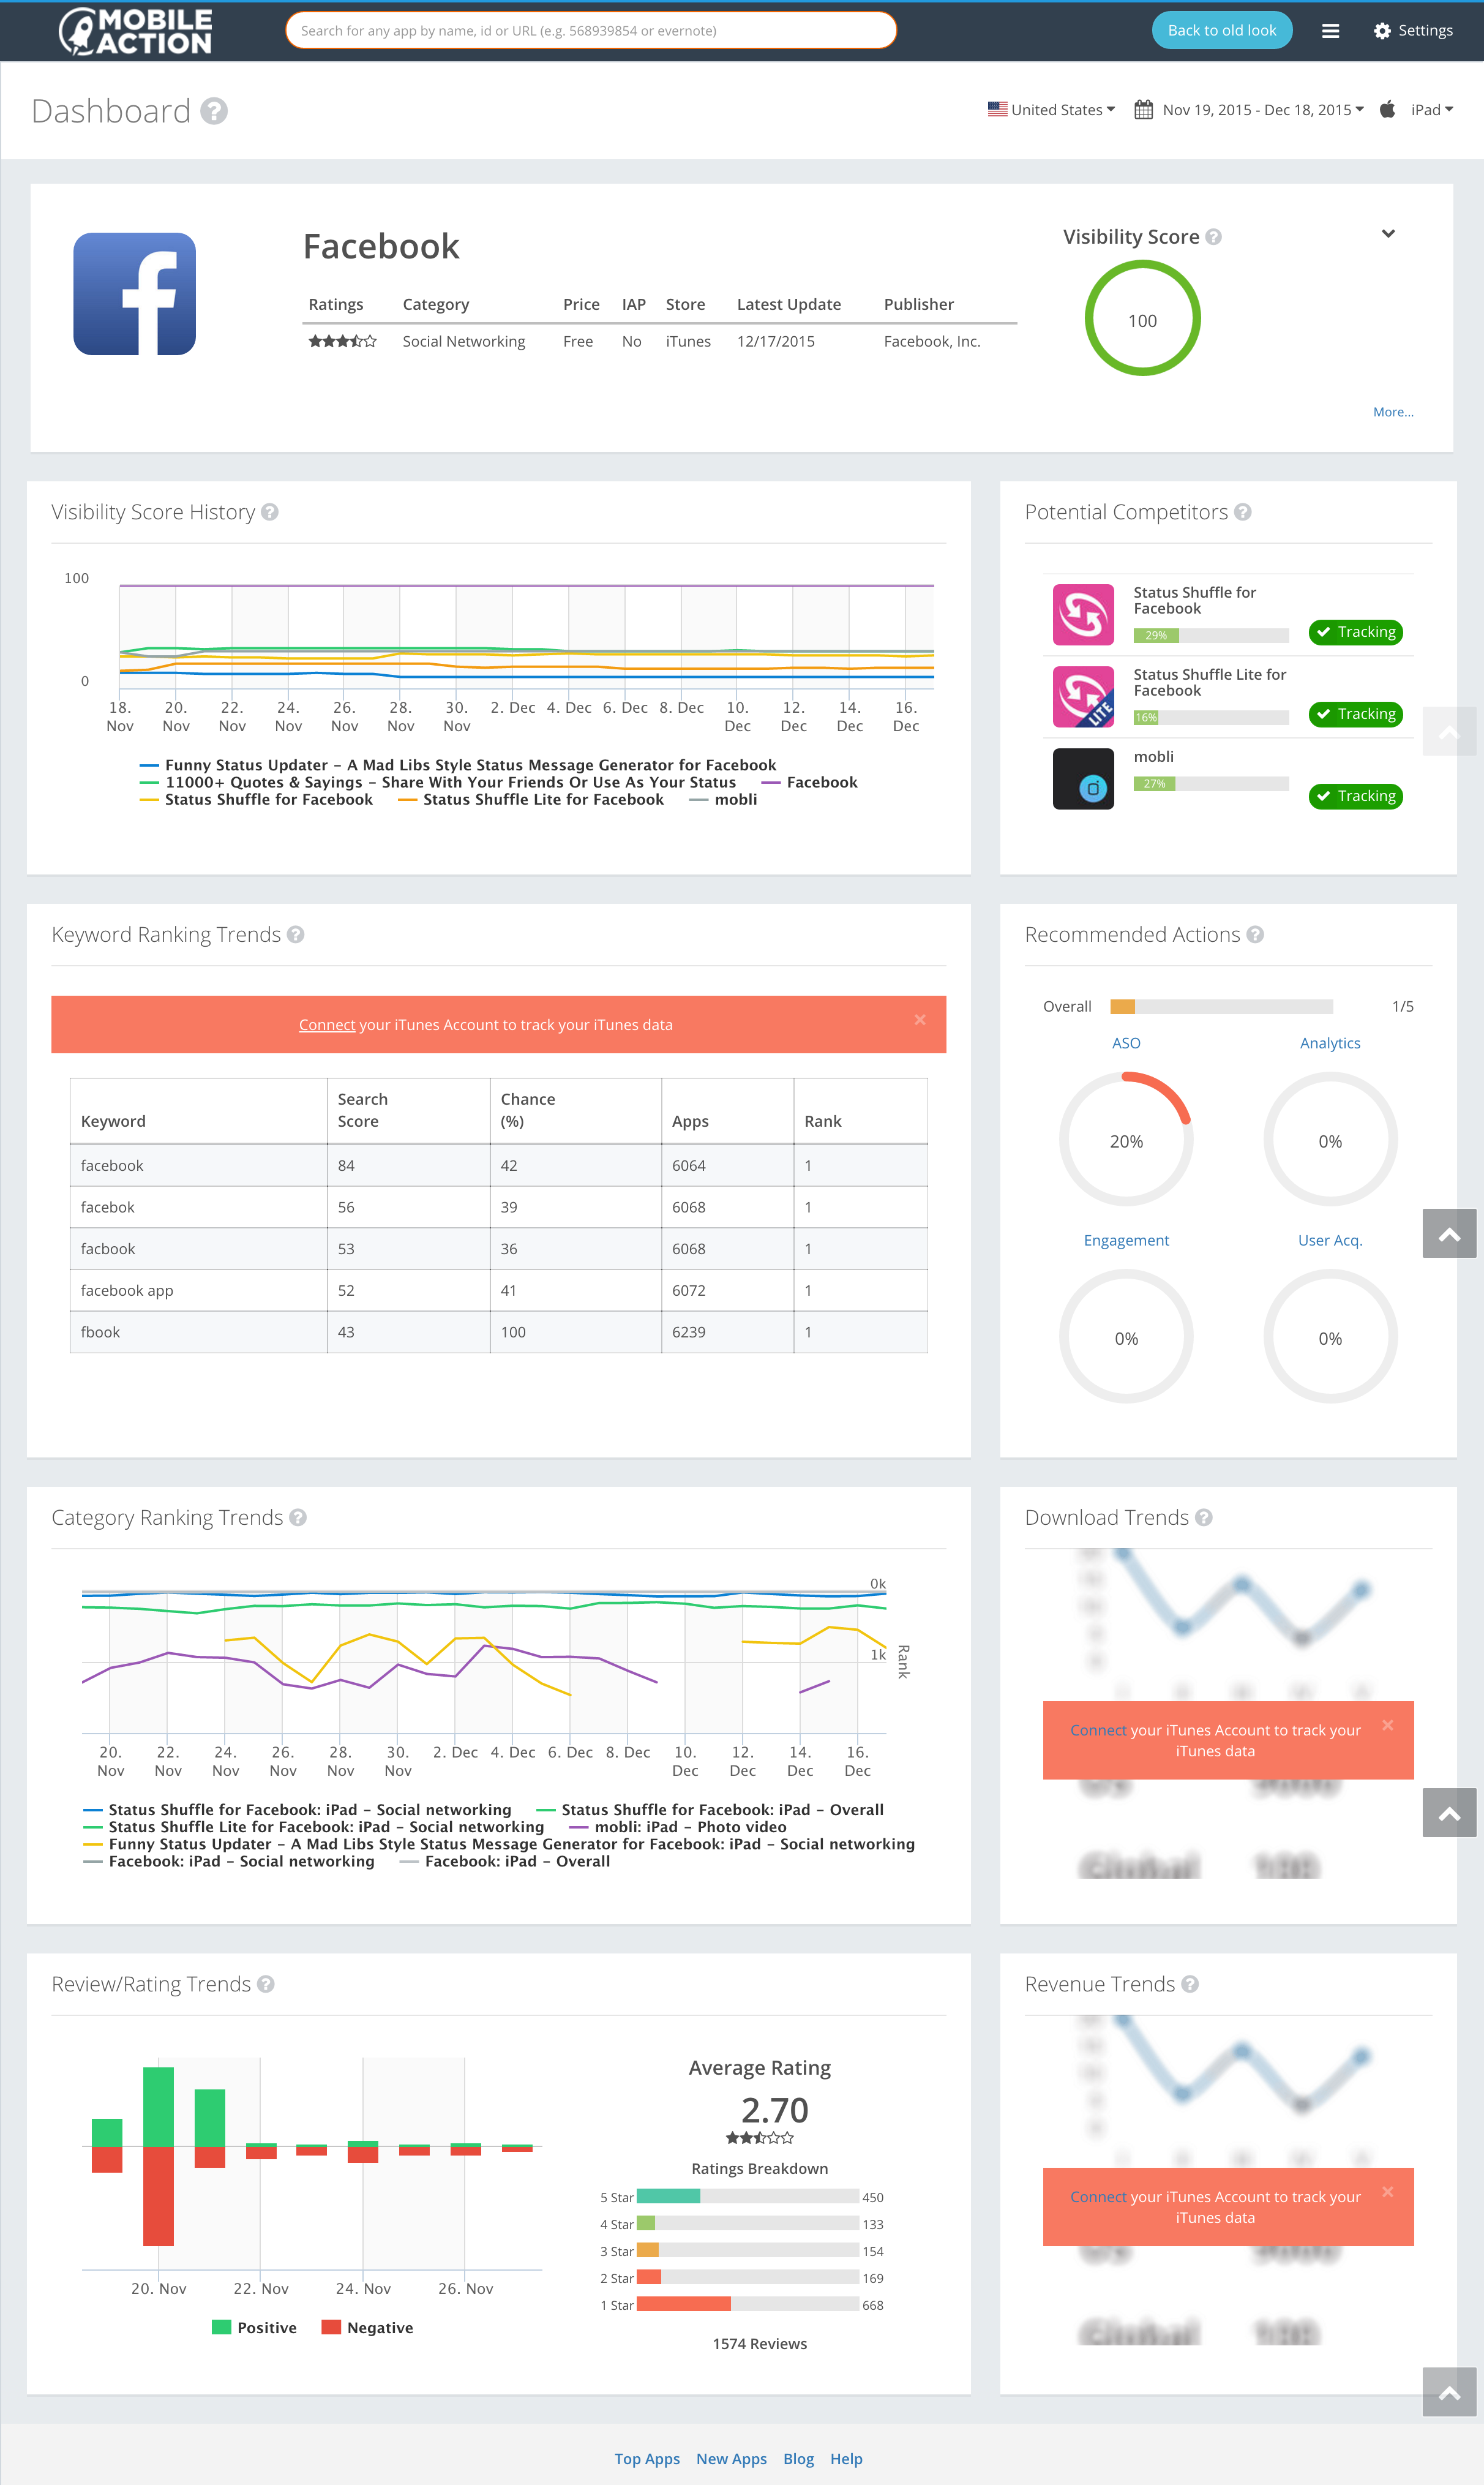 MOBILE
ACTION
Search for any app by name, id or URL (e.g. 568939854 or evernote)
Back to old look
Settings
Dashboard ?
United States
Nov 19, 2015 - Dec 18, 2015
iPad
Facebook
Ratings Category Price IAP Store Latest Update Publisher
Social Networking Free No iTunes 12/17/2015 Facebook, Inc.
Visibility Score ?
100
More...
Visibility Score History ?
100
0
18. Nov 20. Nov 22. Nov 24. Nov 26. Nov 28. Nov 30. Nov 2. Dec 4. Dec 6. Dec 8. Dec 10. Dec 12. Dec 14. Dec 16. Dec
Funny Status Updater – A Mad Libs Style Status Message Generator for Facebook
11000+ Quotes & Sayings – Share With Your Friends Or Use As Your Status Facebook
Status Shuffle for Facebook Status Shuffle Lite for Facebook mobli
Potential Competitors ?
Status Shuffle for
Facebook
29%
Tracking
LITE
Status Shuffle Lite for
Facebook
16%
Tracking
mobli
27%
Tracking
Keyword Ranking Trends ?
Connect your iTunes Account to track your iTunes data ×
Keyword Search Score Chance (%) Apps Rank
facebook 84 42 6064 1
facebok 56 39 6068 1
facbook 53 36 6068 1
facebook app 52 41 6072 1
fbook 43 100 6239 1
Recommended Actions ?
Overall 1/5
ASO Analytics
20% 0%
Engagement User Acq.
0% 0%
Category Ranking Trends ?
0k
1k
Rank
20. Nov 22. Nov 24. Nov 26. Nov 28. Nov 30. Nov 2. Dec 4. Dec 6. Dec 8. Dec 10. Dec 12. Dec 14. Dec 16. Dec
Status Shuffle for Facebook: iPad – Social networking Status Shuffle for Facebook: iPad – Overall
Status Shuffle Lite for Facebook: iPad – Social networking mobli: iPad – Photo video
Funny Status Updater – A Mad Libs Style Status Message Generator for Facebook: iPad – Social networking
Facebook: iPad – Social networking Facebook: iPad – Overall
Download Trends ?
Connect your iTunes Account to track your ×
iTunes data
Global 100
Review/Rating Trends ?
20. Nov 22. Nov 24. Nov 26. Nov
Positive Negative
Average Rating
2.70
Ratings Breakdown
5 Star 450
4 Star 133
3 Star 154
2 Star 169
1 Star 668
1574 Reviews
Revenue Trends ?
Connect your iTunes Account to track your ×
iTunes data
Global 100
Top Apps New Apps Blog Help